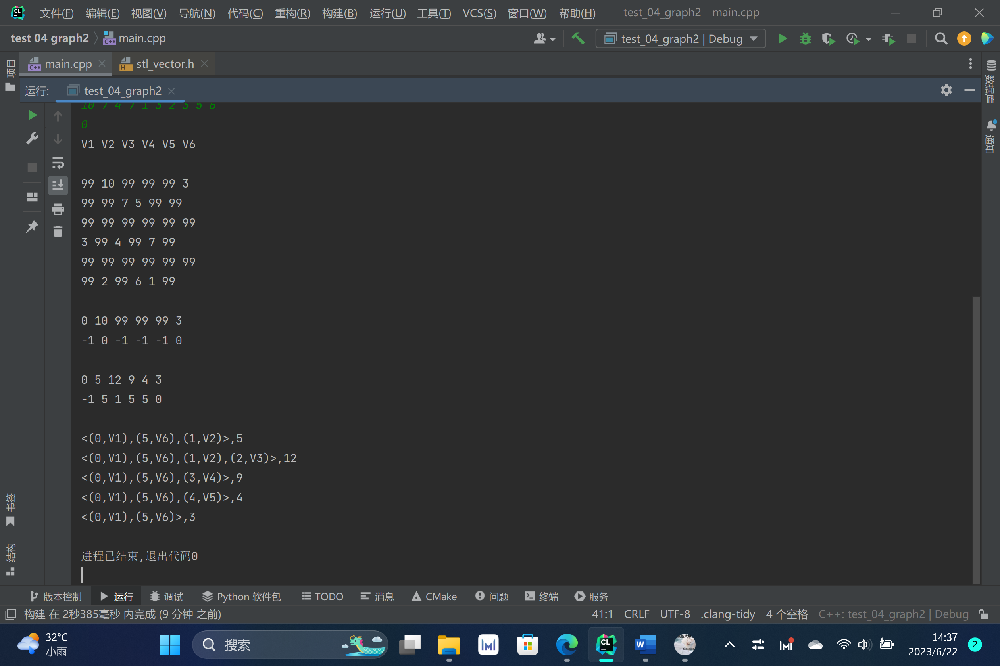 文件(F) 编辑(E) 视图(V) 导航(N) 代码(C) 重构(R) 构建(B) 运行(U) 工具(T) VCS(S) 窗口(W) 帮助(H) test_04_graph2 - main.cpp
test 04 graph2 main.cpp test_04_graph2 | Debug
项目 main.cpp stl_vector.h
数据库
通知
运行: test_04_graph2
10 7 4 7 1 3 2 3 5 6
0
V1 V2 V3 V4 V5 V6
99 10 99 99 99 3
99 99 7 5 99 99
99 99 99 99 99 99
3 99 4 99 7 99
99 99 99 99 99 99
99 2 99 6 1 99
0 10 99 99 99 3
-1 0 -1 -1 -1 0
0 5 12 9 4 3
-1 5 1 5 5 0
<(0,V1),(5,V6),(1,V2)>,5
<(0,V1),(5,V6),(1,V2),(2,V3)>,12
<(0,V1),(5,V6),(3,V4)>,9
<(0,V1),(5,V6),(4,V5)>,4
<(0,V1),(5,V6)>,3
进程已结束,退出代码0
书签
结构
版本控制 运行 调试 Python 软件包 TODO 消息 CMake 问题 终端 服务
构建 在 2秒385毫秒 内完成 (9 分钟 之前) 41:1 CRLF UTF-8 .clang-tidy 4 个空格 C++: test_04_graph2 | Debug
32°C
小雨
搜索
14:37
2023/6/22
2